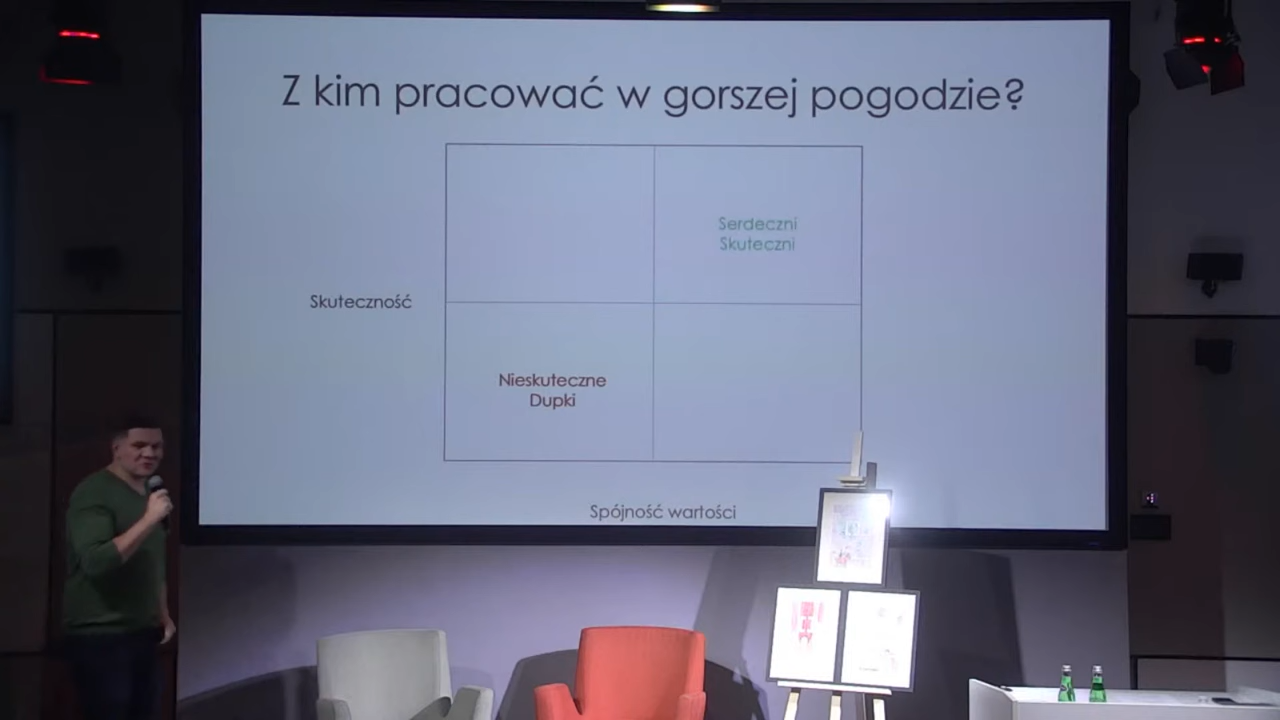 Z kim pracować w gorszej pogodzie?
Serdeczni
Skuteczni
Skuteczność
Nieskuteczne
Dupki
Spójność wartości